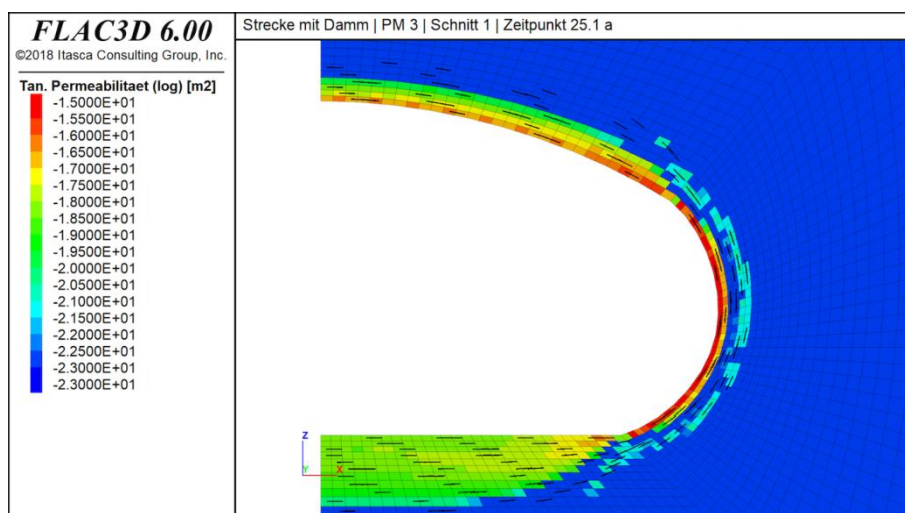 FLAC3D 6.00
©2018 Itasca Consulting Group, Inc.
Tan. Permeabilitaet (log) [m2]
-1.5000E+01
-1.5500E+01
-1.6000E+01
-1.6500E+01
-1.7000E+01
-1.7500E+01
-1.8000E+01
-1.8500E+01
-1.9000E+01
-1.9500E+01
-2.0000E+01
-2.0500E+01
-2.1000E+01
-2.1500E+01
-2.2000E+01
-2.2500E+01
-2.3000E+01
-2.3000E+01
Strecke mit Damm | PM 3 | Schnitt 1 | Zeitpunkt 25.1 a
Z
Y
X